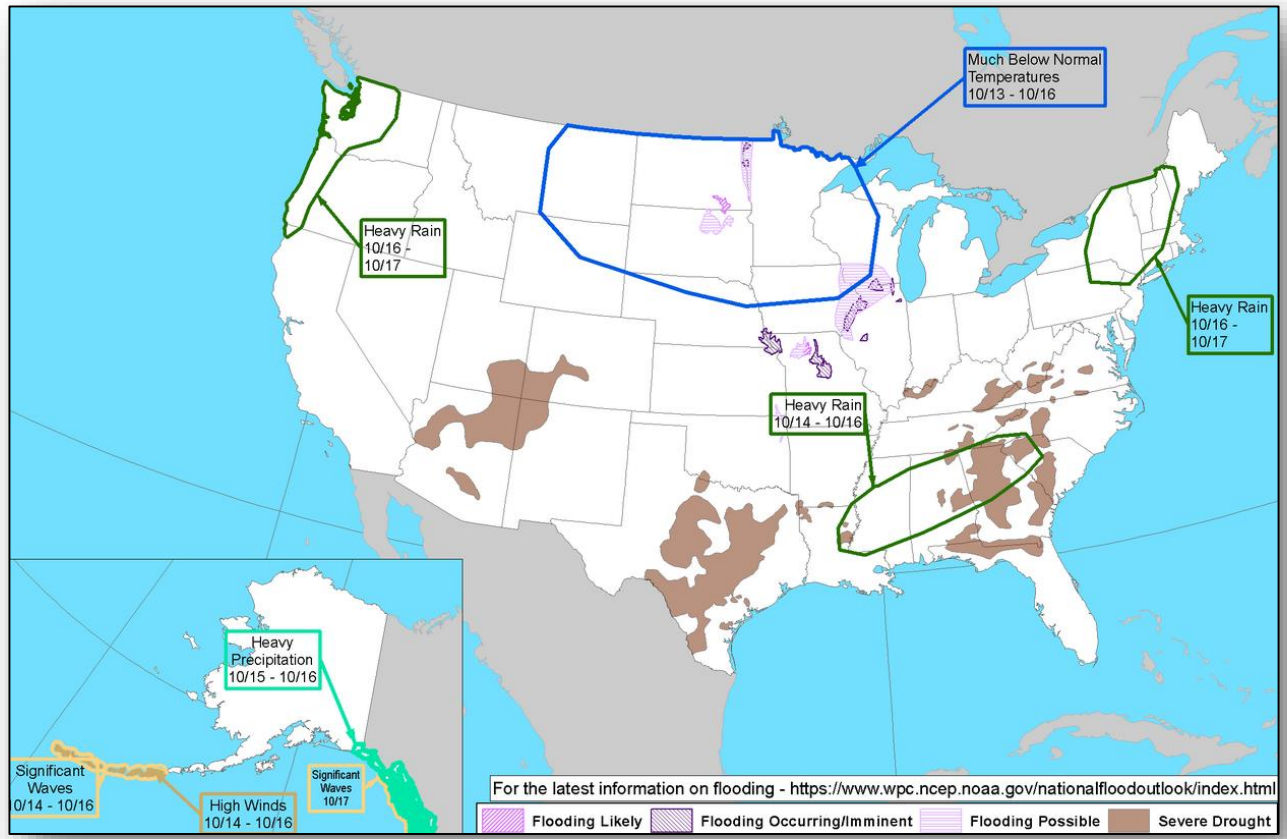 Much Below Normal
Temperatures
10/13 - 10/16
Heavy Rain
10/16 -
10/17
Heavy Rain
10/16 -
10/17
Heavy Rain
10/14 - 10/16
Heavy
Precipitation
10/15 - 10/16
Significant
Waves
10/14 - 10/16
High Winds
10/14 - 10/16
Significant
Waves
10/17
For the latest information on flooding - https://www.wpc.ncep.noaa.gov/nationalfloodoutlook/index.html
Flooding Likely
Flooding Occurring/Imminent
Flooding Possible
Severe Drought